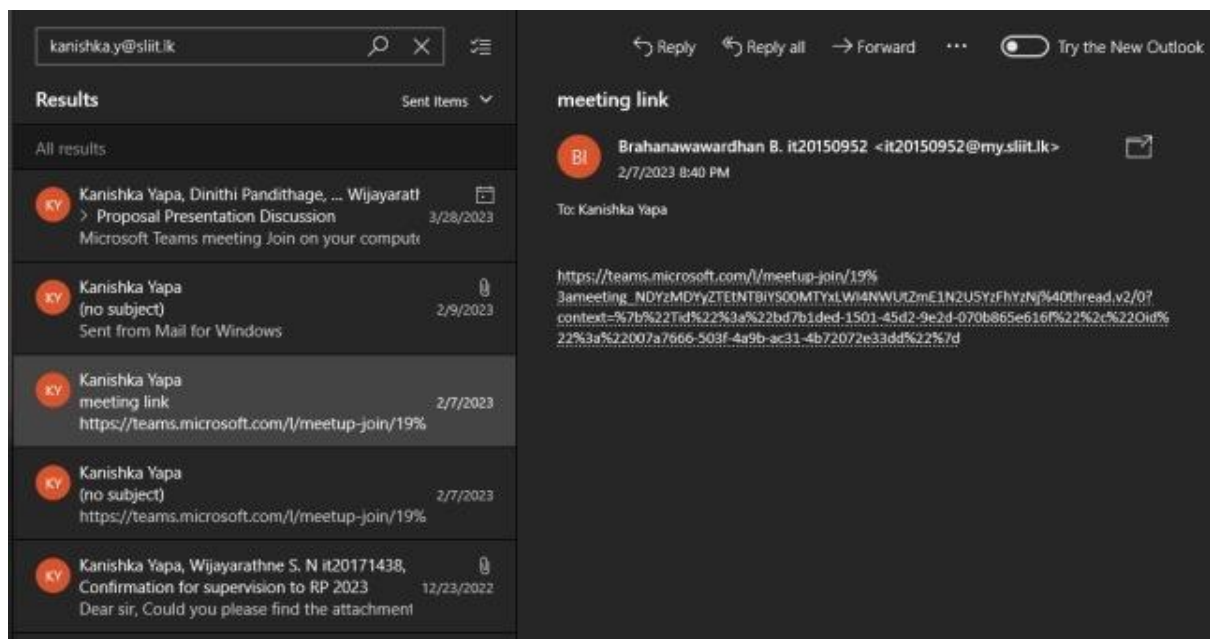 kanishka.y@sliit.lk
Results
Sent Items
All results
KY
Kanishka Yapa, Dinithi Pandithage, ... Wijayarat
> Proposal Presentation Discussion
3/28/2023
Microsoft Teams meeting Join on your compute
KY
Kanishka Yapa
(no subject)
2/9/2023
Sent from Mail for Windows
KY
Kanishka Yapa
meeting link
2/7/2023
https://teams.microsoft.com/l/meetup-join/19%
KY
Kanishka Yapa
(no subject)
2/7/2023
https://teams.microsoft.com/l/meetup-join/19%
KY
Kanishka Yapa, Wijayarathne S. N it20171438,
Confirmation for supervision to RP 2023
12/23/2022
Dear sir, Could you please find the attachment
Reply
Reply all
Forward
...
Try the New Outlook
meeting link
BI
Brahanawawardhan B. it20150952 <it20150952@my.sliit.lk>
2/7/2023 8:40 PM
To: Kanishka Yapa
https://teams.microsoft.com/l/meetup-join/19%
context=%7b%22Tid%22%3a%22bd7b1ded-1501-45d2-9e2d-070b865e616f%22%2c%22Oid%
22%3a%22007a7666-503f-4a9b-ac31-4b72072e33dd%22%7d